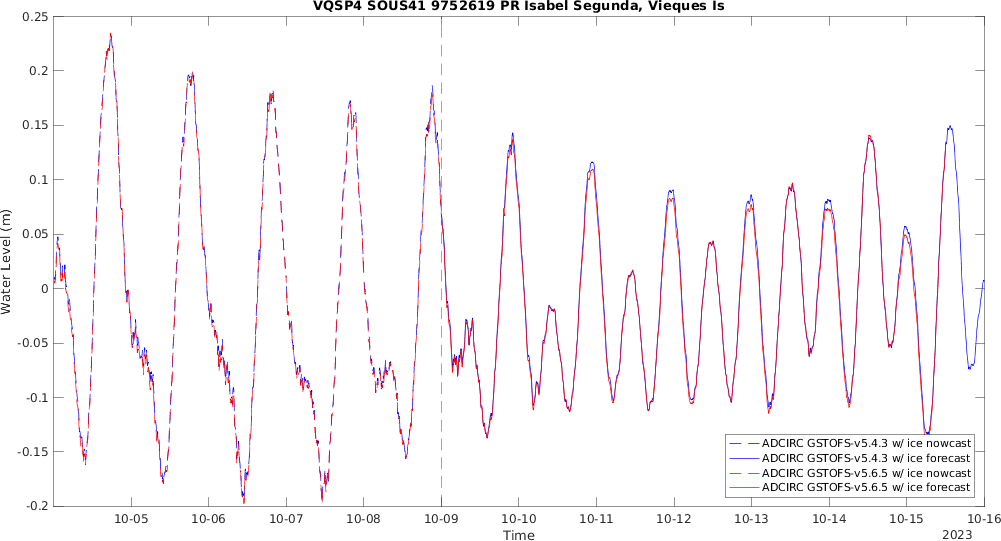 VQSP4 SOUS41 9752619 PR Isabel Segunda, Vieques Is
0.25
0.2
0.15
0.1
0.05
0
-0.05
-0.1
-0.15
-0.2
Water Level (m)
10-05 10-06 10-07 10-08 10-09 10-10 10-11 10-12 10-13 10-14 10-15 10-16
Time
2023
ADCIRC GSTOFS-v5.4.3 w/ ice nowcast
ADCIRC GSTOFS-v5.4.3 w/ ice forecast
ADCIRC GSTOFS-v5.6.5 w/ ice nowcast
ADCIRC GSTOFS-v5.6.5 w/ ice forecast